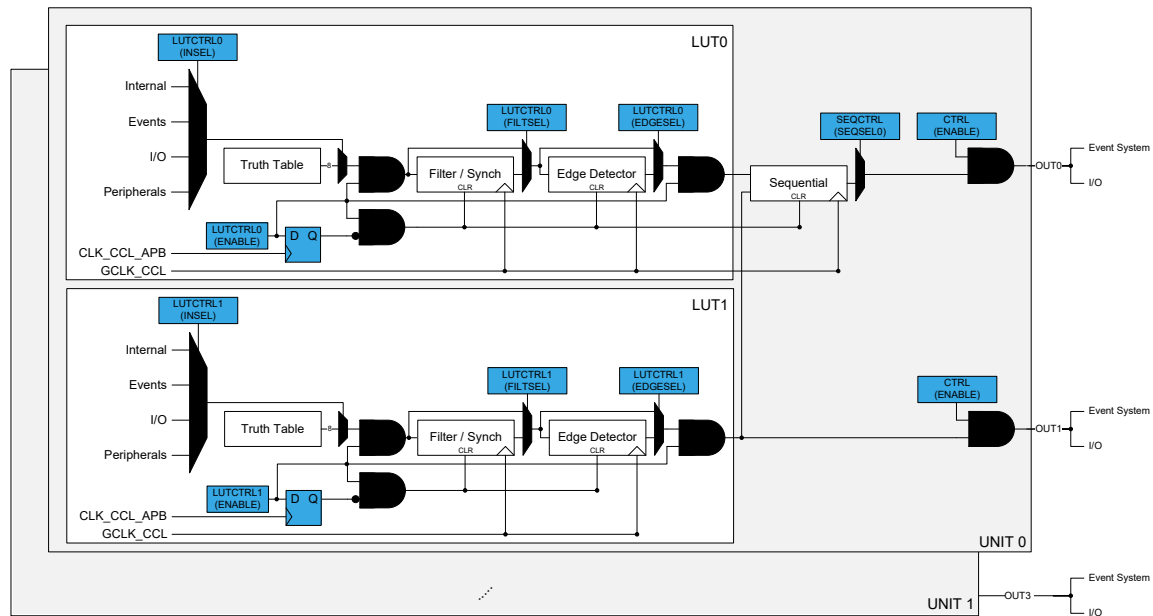 LUT0
LUTCTRL0
(INSEL)
Internal
Events
I/O
Peripherals
Truth Table
8
LUTCTRL0
(FILTSEL)
LUTCTRL0
(EDGESEL)
Filter / Synch
CLR
Edge Detector
CLR
SEQCTRL
(SEQSEL0)
Sequential
CLR
CTRL
(ENABLE)
OUT0
Event System
I/O
LUTCTRL0
(ENABLE)
D Q
CLK_CCL_APB
GCLK_CCL
LUT1
LUTCTRL1
(INSEL)
Internal
Events
I/O
Peripherals
Truth Table
8
LUTCTRL1
(FILTSEL)
LUTCTRL1
(EDGESEL)
Filter / Synch
CLR
Edge Detector
CLR
CTRL
(ENABLE)
OUT1
Event System
I/O
LUTCTRL1
(ENABLE)
D Q
CLK_CCL_APB
GCLK_CCL
UNIT 0
UNIT 1
OUT3
Event System
I/O